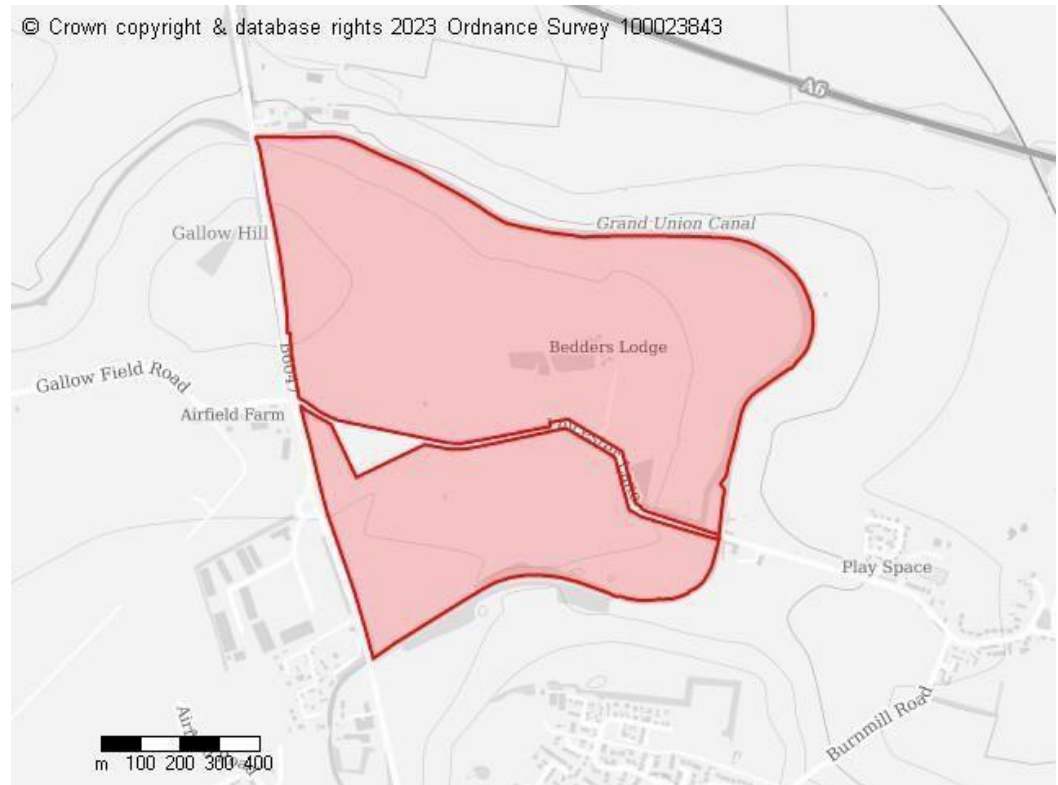 © Crown copyright & database rights 2023 Ordnance Survey 100023843
A6
Grand Union Canal
Gallow Hill
Bedders Lodge
B6047
Gallow Field Road
Airfield Farm
Play Space
Burnmill Road
m 100 200 300 400